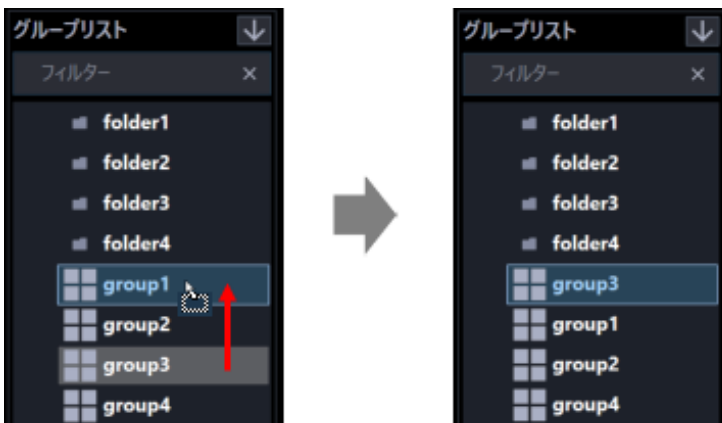 グループリスト
フィルター ×
folder1
folder2
folder3
folder4
group1
group2
group3
group4
グループリスト
フィルター ×
folder1
folder2
folder3
folder4
group3
group1
group2
group4